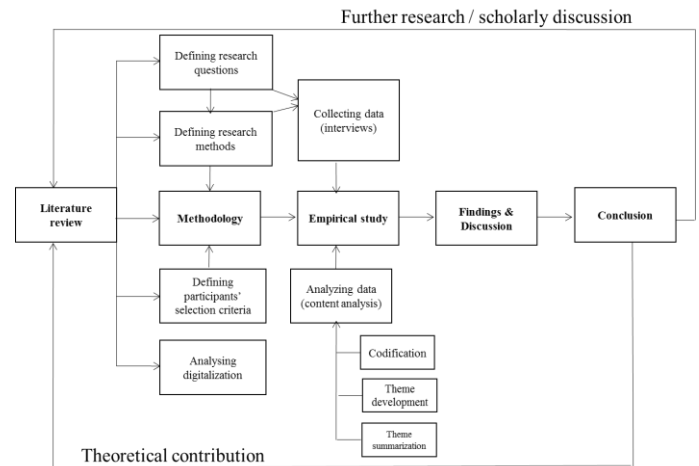 Further research / scholarly discussion
Defining research
questions
Collecting data
(interviews)
Defining research
methods
Literature
review
Methodology
Empirical study
Findings &
Discussion
Conclusion
Defining
participants'
selection criteria
Analyzing data
(content analysis)
Analysing
digitalization
Codification
Theme
development
Theme
summarization
Theoretical contribution